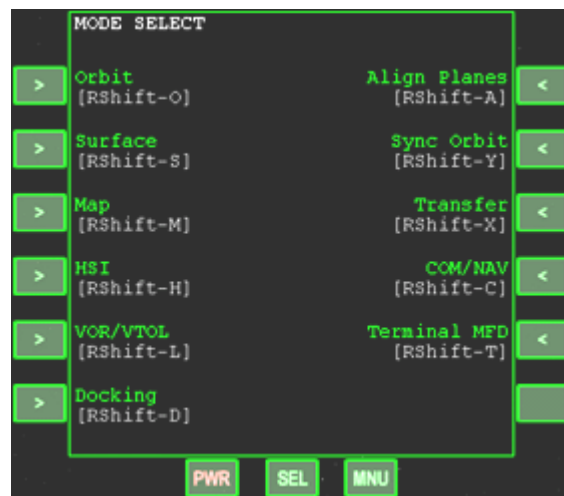 MODE SELECT
> Orbit Align Planes <
[RShift-O] [RShift-A]
> Surface Sync Orbit <
[RShift-S] [RShift-Y]
> Map Transfer <
[RShift-M] [RShift-X]
> HSI COM/NAV <
[RShift-H] [RShift-C]
> VOR/VTOL Terminal MFD <
[RShift-L] [RShift-T]
> Docking
[RShift-D]
PWR SEL MNU